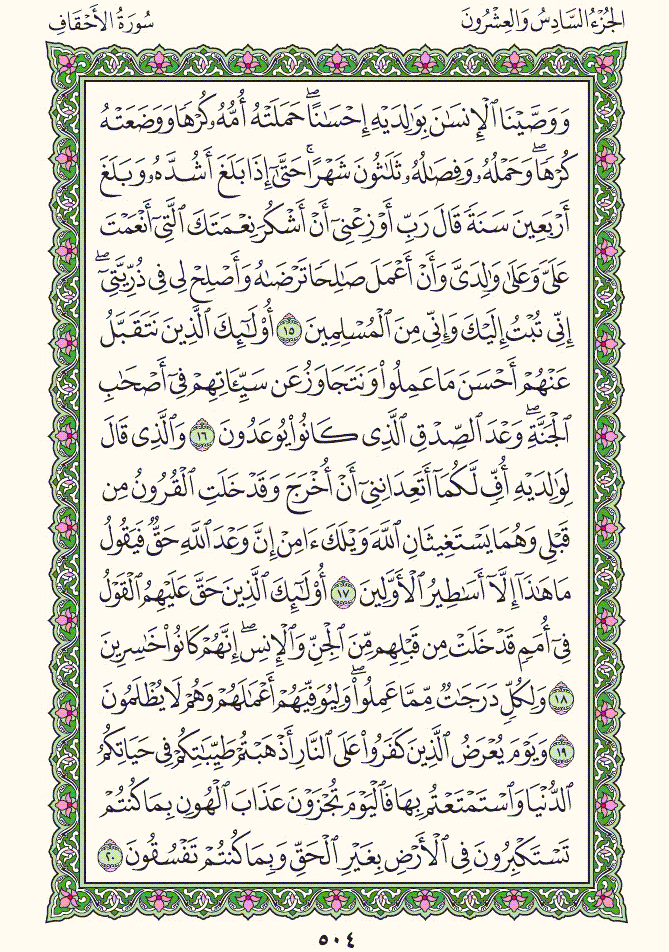 الجُزْءُ السَّادِسُ وَالعِشْرُونَ
سُورَةُ الأَحْقَافِ
وَوَصَّيْنَا ٱلْإِنسَٰنَ بِوَٰلِدَيْهِ إِحْسَٰنًاۖ حَمَلَتْهُ أُمُّهُۥ كُرْهًا وَوَضَعَتْهُ
كُرْهًاۖ وَحَمْلُهُۥ وَفِصَٰلُهُۥ ثَلَٰثُونَ شَهْرًاۚ حَتَّىٰٓ إِذَا بَلَغَ أَشُدَّهُۥ وَبَلَغَ
أَرْبَعِينَ سَنَةً قَالَ رَبِّ أَوْزِعْنِىٓ أَنْ أَشْكُرَ نِعْمَتَكَ ٱلَّتِىٓ أَنْعَمْتَ
عَلَىَّ وَعَلَىٰ وَٰلِدَىَّ وَأَنْ أَعْمَلَ صَٰلِحًا تَرْضَىٰهُ وَأَصْلِحْ لِى فِى ذُرِّيَّتِىٓۖ
إِنِّى تُبْتُ إِلَيْكَ وَإِنِّى مِنَ ٱلْمُسْلِمِينَ ١٥ أُو۟لَٰٓئِكَ ٱلَّذِينَ نَتَقَبَّلُ
عَنْهُمْ أَحْسَنَ مَا عَمِلُوا۟ وَنَتَجَاوَزُ عَن سَيِّـَٔاتِهِمْ فِىٓ أَصْحَٰبِ
ٱلْجَنَّةِۖ وَعْدَ ٱلصِّدْقِ ٱلَّذِى كَانُوا۟ يُوعَدُونَ ١٦ وَٱلَّذِى قَالَ
لِوَٰلِدَيْهِ أُفٍّ لَّكُمَآ أَتَعِدَانِنِىٓ أَنْ أُخْرَجَ وَقَدْ خَلَتِ ٱلْقُرُونُ مِن
قَبْلِى وَهُمَا يَسْتَغِيثَانِ ٱللَّهَ وَيْلَكَ ءَامِنْ إِنَّ وَعْدَ ٱللَّهِ حَقٌّ فَيَقُولُ
مَا هَٰذَآ إِلَّآ أَسَٰطِيرُ ٱلْأَوَّلِينَ ١٧ أُو۟لَٰٓئِكَ ٱلَّذِينَ حَقَّ عَلَيْهِمُ ٱلْقَوْلُ
فِىٓ أُمَمٍ قَدْ خَلَتْ مِن قَبْلِهِم مِّنَ ٱلْجِنِّ وَٱلْإِنسِۖ إِنَّهُمْ كَانُوا۟ خَٰسِرِينَ
١٨ وَلِكُلٍّ دَرَجَٰتٌ مِّمَّا عَمِلُوا۟ۖ وَلِيُوَفِّيَهُمْ أَعْمَٰلَهُمْ وَهُمْ لَا يُظْلَمُونَ
١٩ وَيَوْمَ يُعْرَضُ ٱلَّذِينَ كَفَرُوا۟ عَلَى ٱلنَّارِ أَذْهَبْتُمْ طَيِّبَٰتِكُمْ فِى حَيَاتِكُمُ
ٱلدُّنْيَا وَٱسْتَمْتَعْتُم بِهَا فَٱلْيَوْمَ تُجْزَوْنَ عَذَابَ ٱلْهُونِ بِمَا كُنتُمْ
تَسْتَكْبِرُونَ فِى ٱلْأَرْضِ بِغَيْرِ ٱلْحَقِّ وَبِمَا كُنتُمْ تَفْسُقُونَ ٢٠
٥٠٤